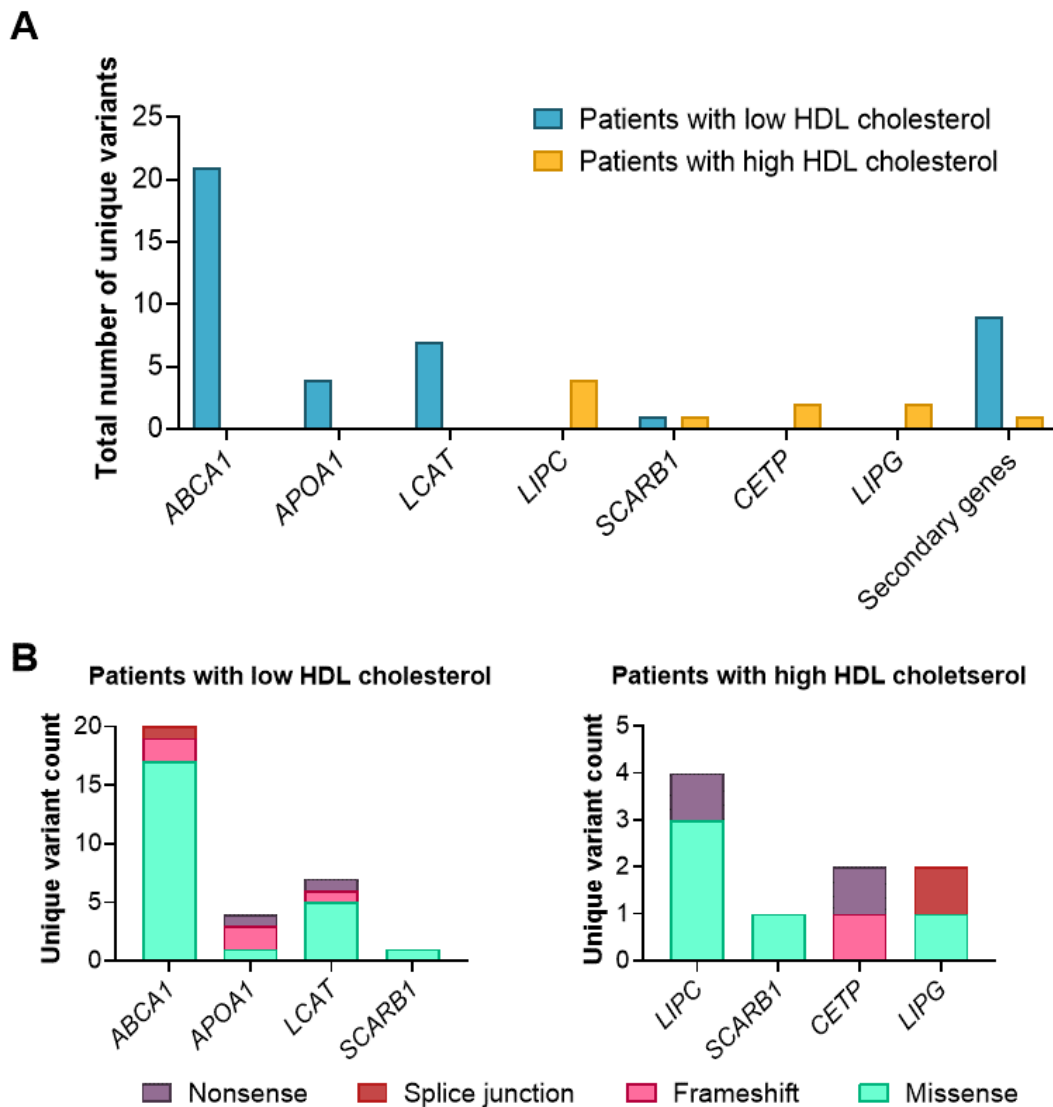 A
Total number of unique variants
25
20
15
10
5
0
Patients with low HDL cholesterol
Patients with high HDL cholesterol
ABCA1
APOA1
LCAT
LIPC
SCARB1
CETP
LIPG
Secondary genes
B
Patients with low HDL cholesterol
Unique variant count
20
15
10
5
0
ABCA1
APOA1
LCAT
SCARB1
Patients with high HDL choletserol
Unique variant count
5
4
3
2
1
0
LIPC
SCARB1
CETP
LIPG
Nonsense
Splice junction
Frameshift
Missense